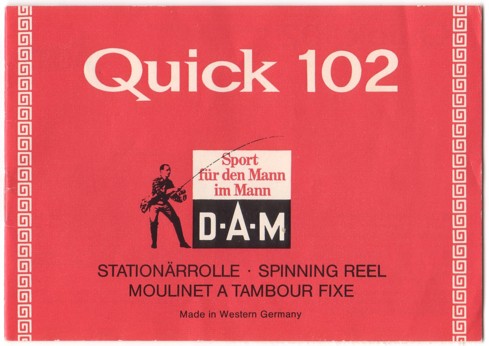 Quick 102
Sport
für den Mann
im Mann
D·A·M
STATIONÄRROLLE · SPINNING REEL
MOULINET A TAMBOUR FIXE
Made in Western Germany